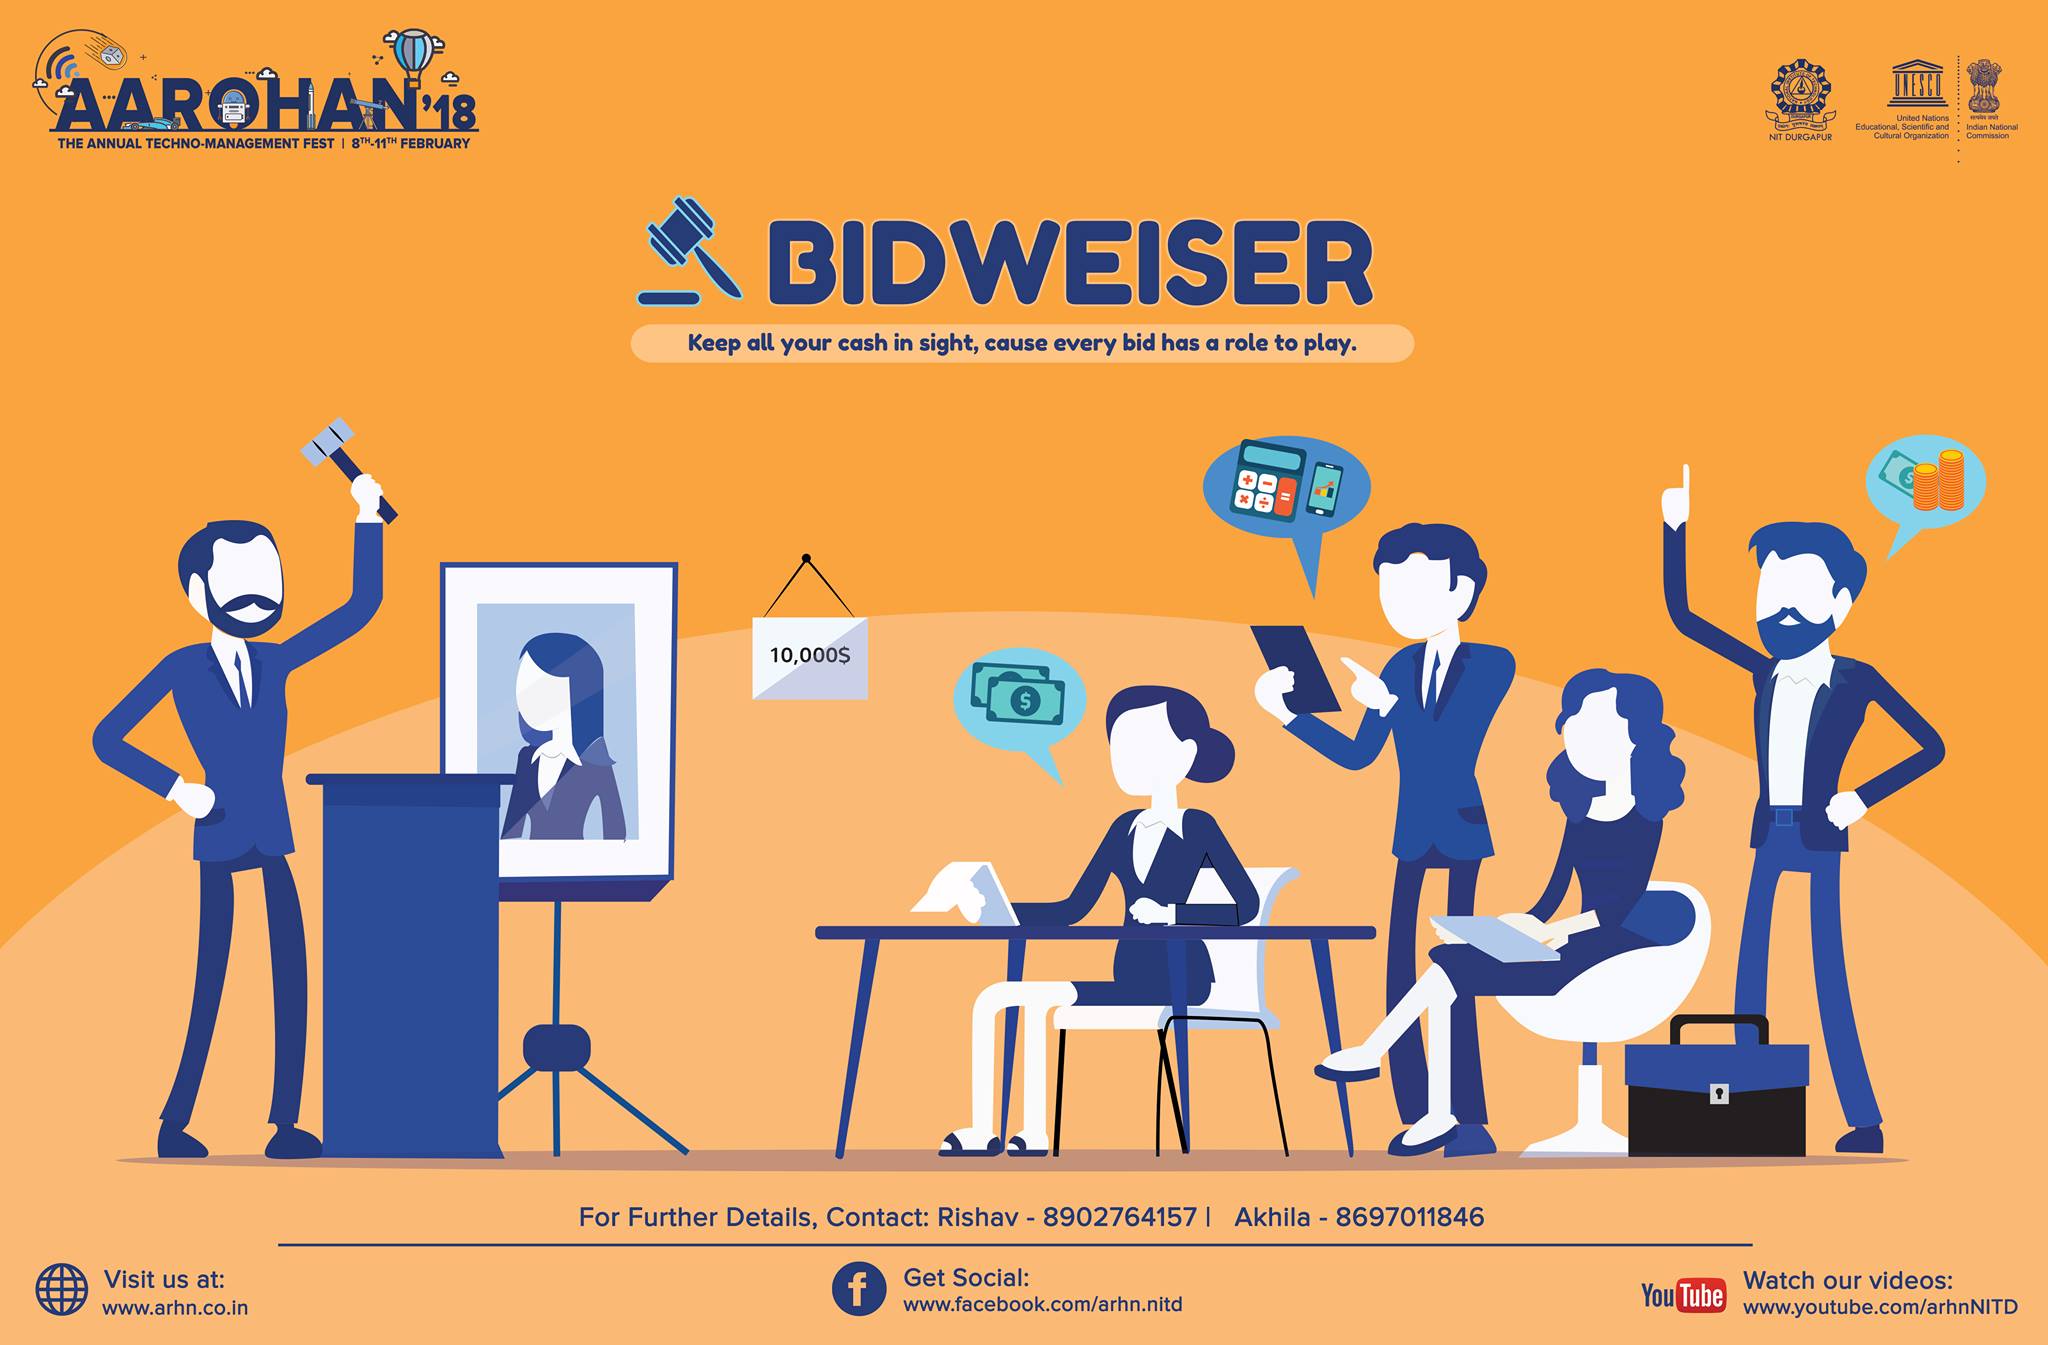 AAROHAN'18
THE ANNUAL TECHNO-MANAGEMENT FEST | 8TH-11TH FEBRUARY
NIT DURGAPUR
UNESCO
United Nations
Educational, Scientific and
Cultural Organization
सत्यमेव जयते
Indian National
Commission
BIDWEISER
Keep all your cash in sight, cause every bid has a role to play.
10,000$
For Further Details, Contact: Rishav - 8902764157 | Akhila - 8697011846
Visit us at:
www.arhn.co.in
Get Social:
www.facebook.com/arhn.nitd
YouTube
Watch our videos:
www.youtube.com/arhnNITD